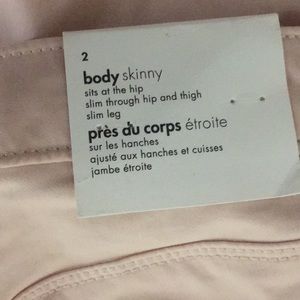 2
body skinny
sits at the hip
slim through hip and thigh
slim leg
près du corps étroite
sur les hanches
ajusté aux hanches et cuisses
jambe étroite